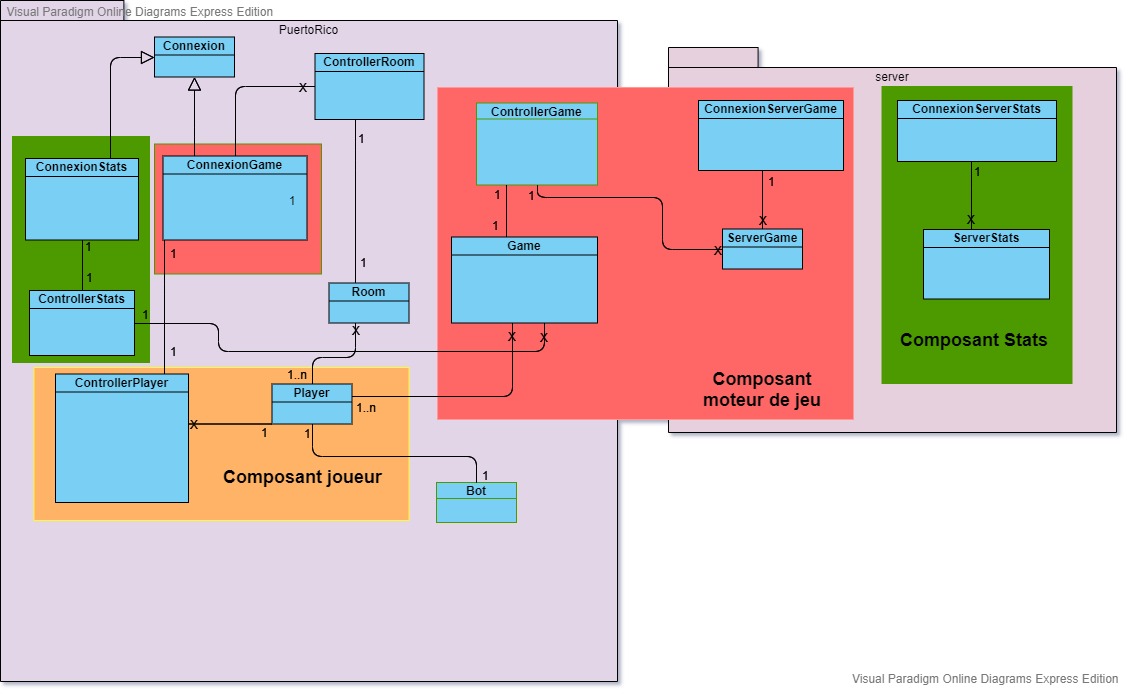 Visual Paradigm Online Diagrams Express Edition
PuertoRico
Connexion
ControllerRoom
X
server
ControllerGame
ConnexionServerGame
ConnexionServerStats
1
ConnexionStats
ConnexionGame
1
1
1
1
1
1
X
X
ServerGame
ServerStats
1
1
1
Game
X
1
1
ControllerStats
Room
1
X
X
X
Composant Stats
1
1..n
Composant
moteur de jeu
ControllerPlayer
Player
1..n
X
1
1
Composant joueur
1
Bot
Visual Paradigm Online Diagrams Express Edition